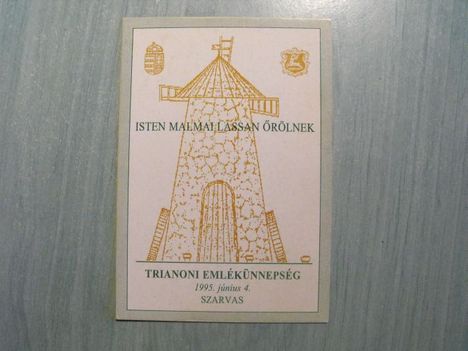 ISTEN MALMAI LASSAN ŐRÖLNEK
TRIANONI EMLÉKÜNNEPSÉG
1995. június 4.
SZARVAS